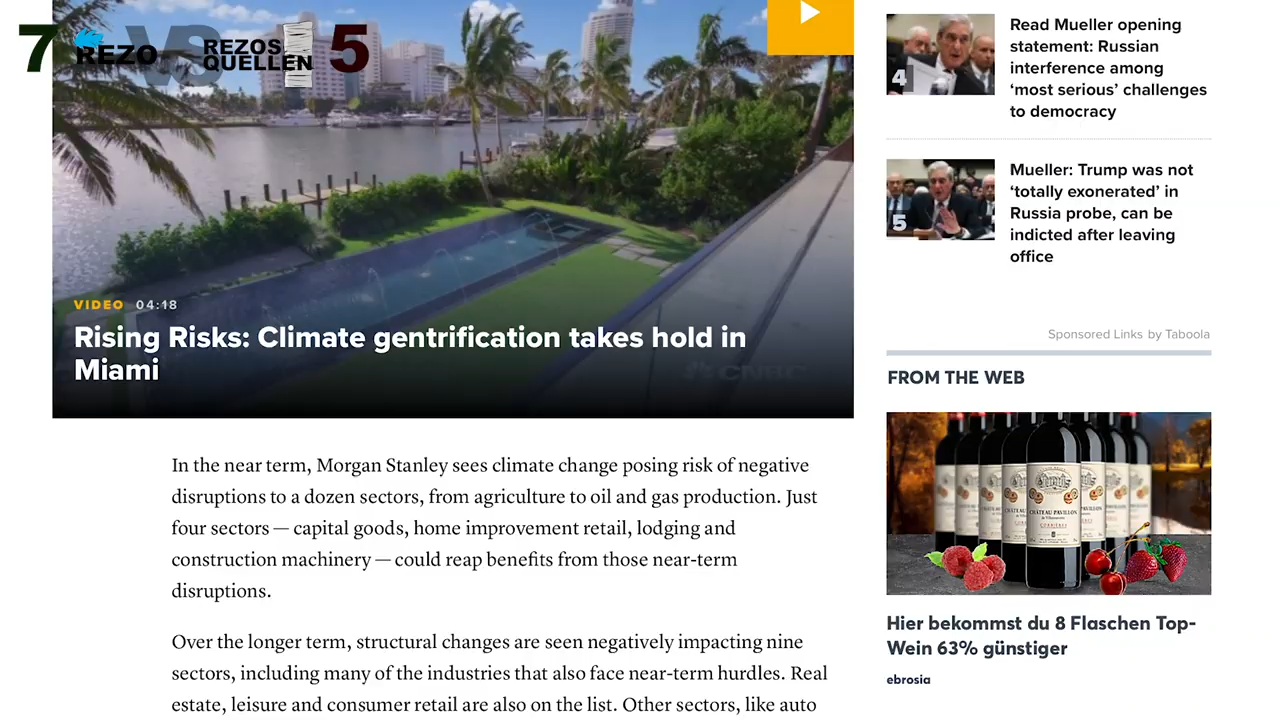 7 REZO VS REZOS QUELLEN 5
VIDEO 04:18
Rising Risks: Climate gentrification takes hold in
Miami
CNBC
In the near term, Morgan Stanley sees climate change posing risk of negative
disruptions to a dozen sectors, from agriculture to oil and gas production. Just
four sectors — capital goods, home improvement retail, lodging and
construction machinery — could reap benefits from those near-term
disruptions.
Over the longer term, structural changes are seen negatively impacting nine
sectors, including many of the industries that also face near-term hurdles. Real
estate, leisure and consumer retail are also on the list. Other sectors, like auto
4
Read Mueller opening
statement: Russian
interference among
‘most serious’ challenges
to democracy
5
Mueller: Trump was not
‘totally exonerated’ in
Russia probe, can be
indicted after leaving
office
Sponsored Links by Taboola
FROM THE WEB
CHÂTEAU PAVILLON
CORBIÈRES
Hier bekommst du 8 Flaschen Top-
Wein 63% günstiger
ebrosia